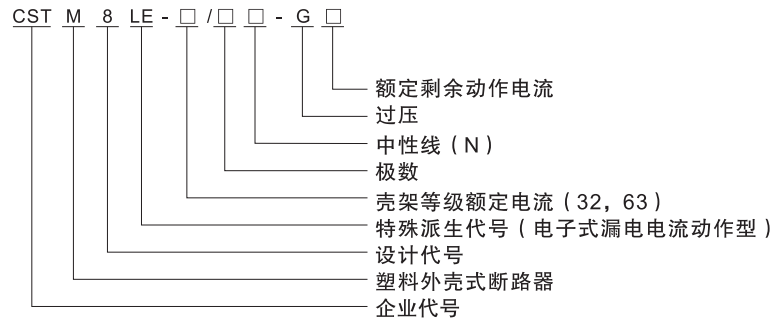 CST M 8 LE-□/□□-G□
额定剩余动作电流
过压
中性线(N)
极数
壳架等级额定电流(32，63)
特殊派生代号(电子式漏电电流动作型)
设计代号
塑料外壳式断路器
企业代号